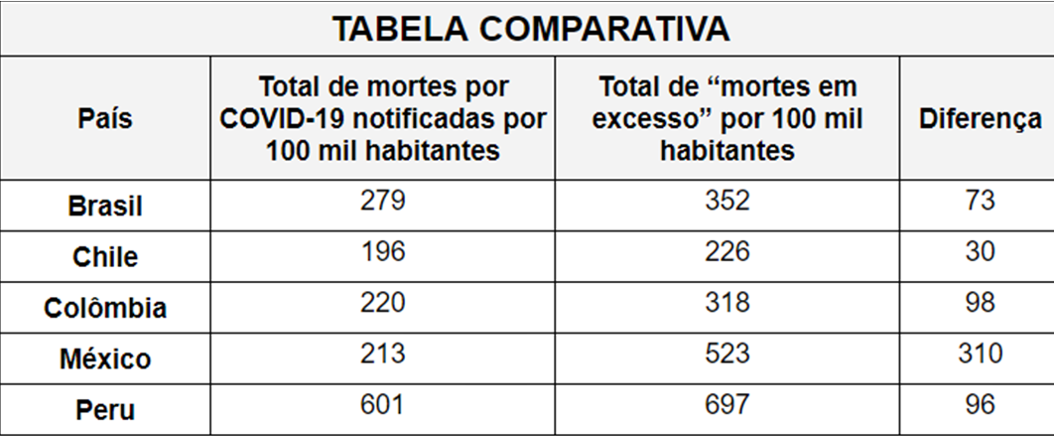 TABELA COMPARATIVA
País
Total de mortes por
COVID-19 notificadas por
100 mil habitantes
Total de “mortes em
excesso” por 100 mil
habitantes
Diferença
Brasil 279 352 73
Chile 196 226 30
Colômbia 220 318 98
México 213 523 310
Peru 601 697 96